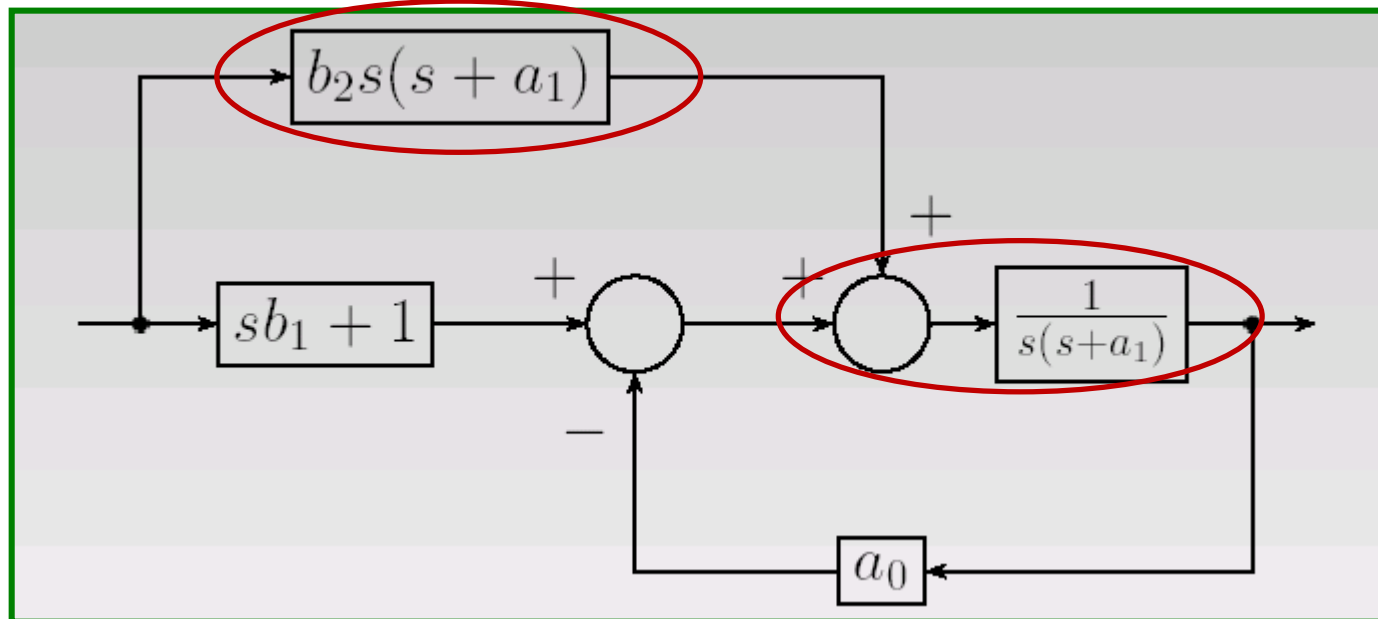 b₂s(s + a₁)
+
sb₁ + 1
+
+
1/s(s+a₁)
−
a₀